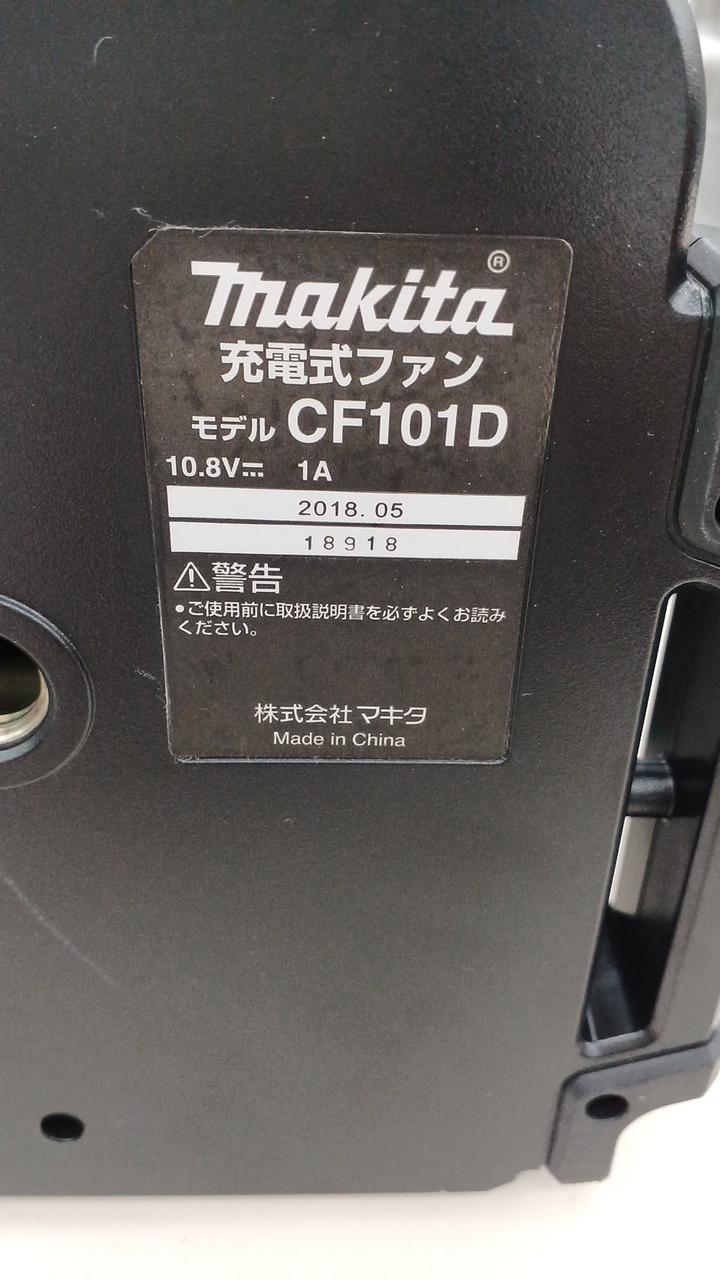 makita®
充電式ファン
モデル CF101D
10.8V⎓ 1A
2018. 05
18918
⚠警告
●ご使用前に取扱説明書を必ずよくお読み
ください。
株式会社マキタ
Made in China